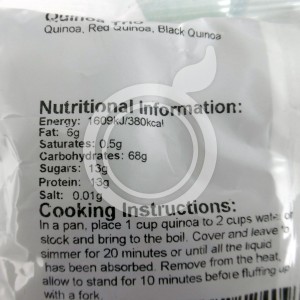 Quinoa Trio
Quinoa, Red Quinoa, Black Quinoa
Nutritional Information:
Energy: 1609kJ/380kcal
Fat: 6g
Saturates: 0.5g
Carbohydrates: 68g
Sugars: 13g
Protein: 13g
Salt: 0.01g
Cooking Instructions:
In a pan, place 1 cup quinoa to 2 cups water or
stock and bring to the boil. Cover and leave to
simmer for 20 minutes or until all the liquid
has been absorbed. Remove from the heat,
allow to stand for 10 minutes before fluffing up
with a fork.